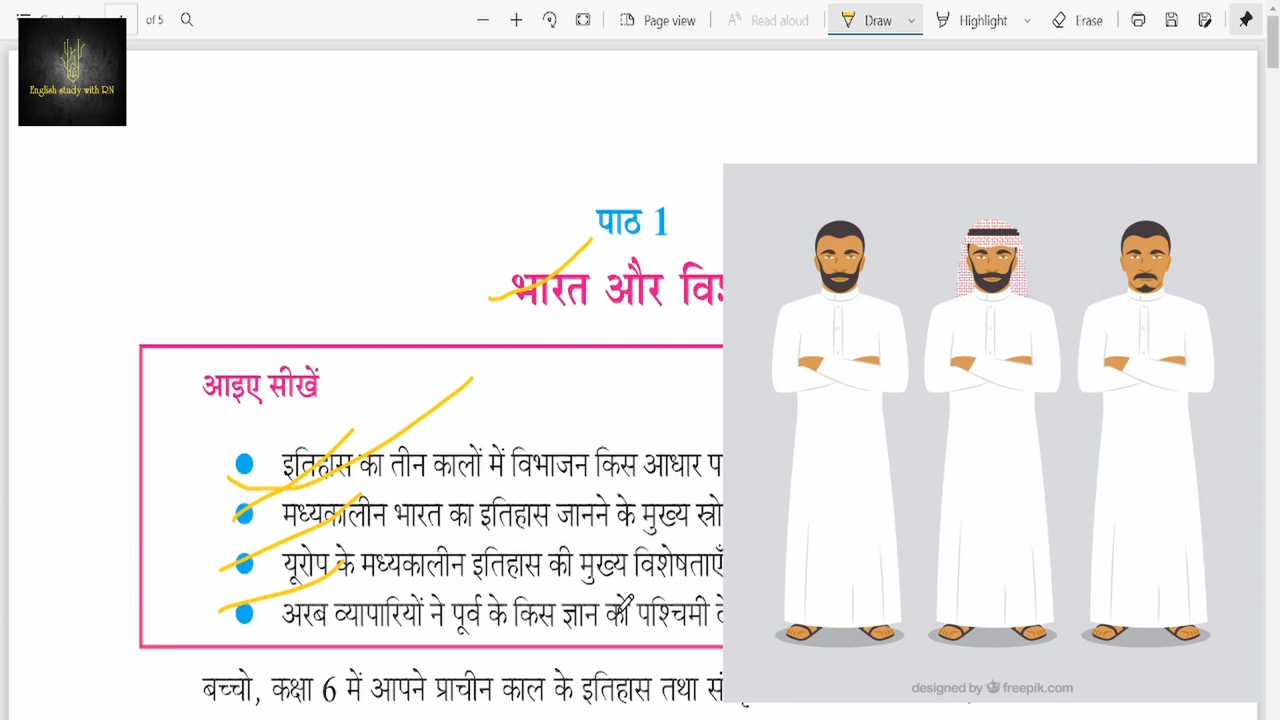 of 5
Page view
Read aloud
Draw
Highlight
Erase
English study with RN
पाठ 1
भारत और
आइए सीखें
इतिहास का तीन कालों में विभाजन किस आधार
मध्यकालीन भारत का इतिहास जानने के मुख्य
यूरोप के मध्यकालीन इतिहास की मुख्य विशेषताएँ
अरब व्यापारियों ने पूर्व के किस ज्ञान को पश्चिमी
बच्चो, कक्षा 6 में आपने प्राचीन काल के इतिहास तथा
designed by freepik.com